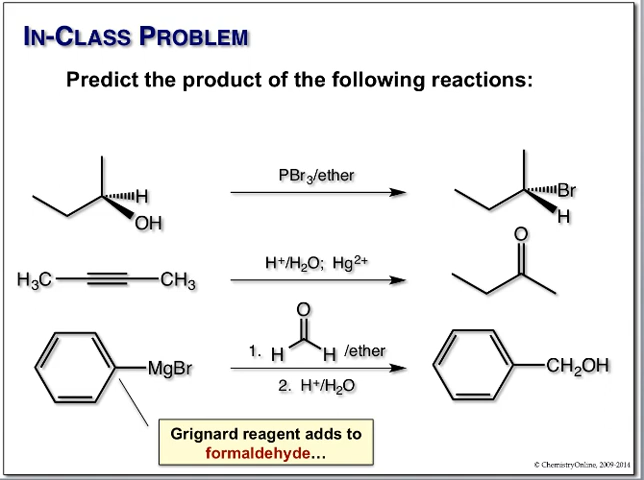 IN-CLASS PROBLEM
Predict the product of the following reactions:
PBr₃/ether
H
OH
Br
H
H⁺/H₂O; Hg²⁺
O
H₃C
CH₃
O
1. H H /ether
MgBr
CH₂OH
2. H⁺/H₂O
Grignard reagent adds to
formaldehyde...
© ChemistryOnline, 2009-2014